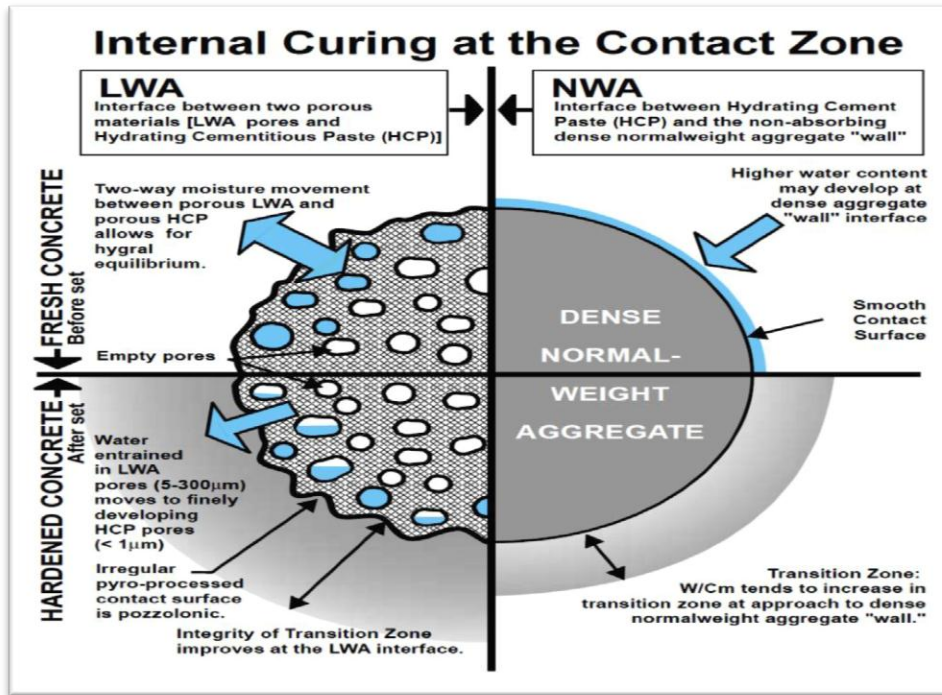 Internal Curing at the Contact Zone
LWA
Interface between two porous
materials [LWA pores and
Hydrating Cementitious Paste (HCP)]
NWA
Interface between Hydrating Cement
Paste (HCP) and the non-absorbing
dense normalweight aggregate "wall"
FRESH CONCRETE
Before set
Two-way moisture movement
between porous LWA and
porous HCP
allows for
hygral
equilibrium.
Empty pores
Higher water content
may develop at
dense aggregate
"wall" interface
Smooth
Contact
Surface
DENSE
NORMAL-
WEIGHT
AGGREGATE
HARDENED CONCRETE
After set
Water
entrained
in LWA
pores (5-300µm)
moves to finely
developing
HCP pores
(< 1µm)
Irregular
pyro-processed
contact surface
is pozzolonic.
Integrity of Transition Zone
improves at the LWA interface.
Transition Zone:
W/Cm tends to increase in
transition zone at approach to dense
normalweight aggregate "wall."